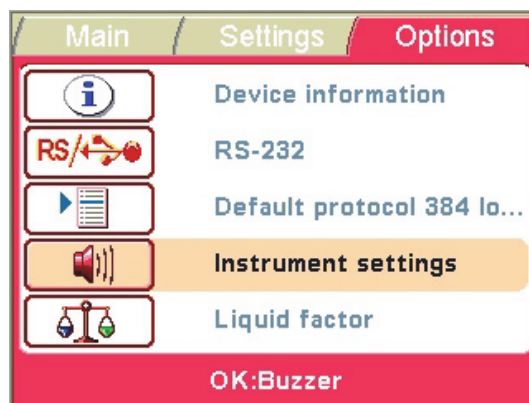 Main Settings Options
Device information
RS/ RS-232
Default protocol 384 lo...
Instrument settings
Liquid factor
OK:Buzzer